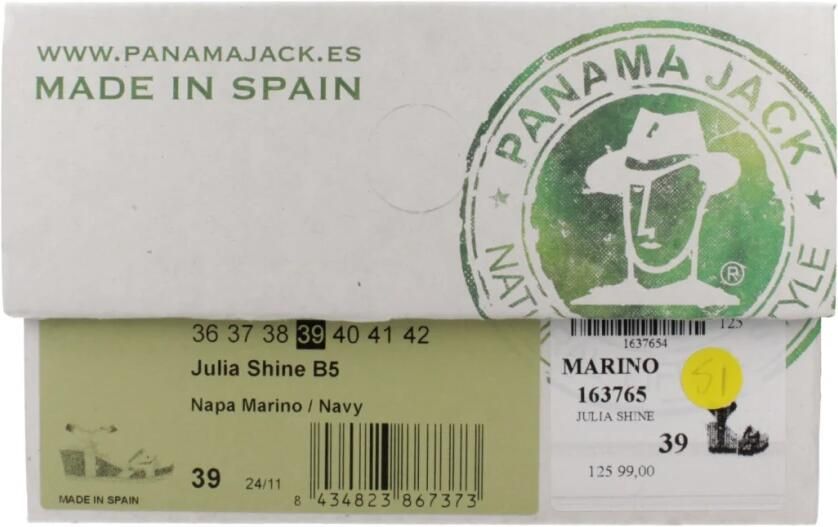 WWW.PANAMAJACK.ES
MADE IN SPAIN
PANAMA JACK
®
36 37 38 39 40 41 42
Julia Shine B5
Napa Marino / Navy
39 24/11
8 434823 867373
MADE IN SPAIN
125
1637654
MARINO
163765
51
JULIA SHINE
39
125 99,00